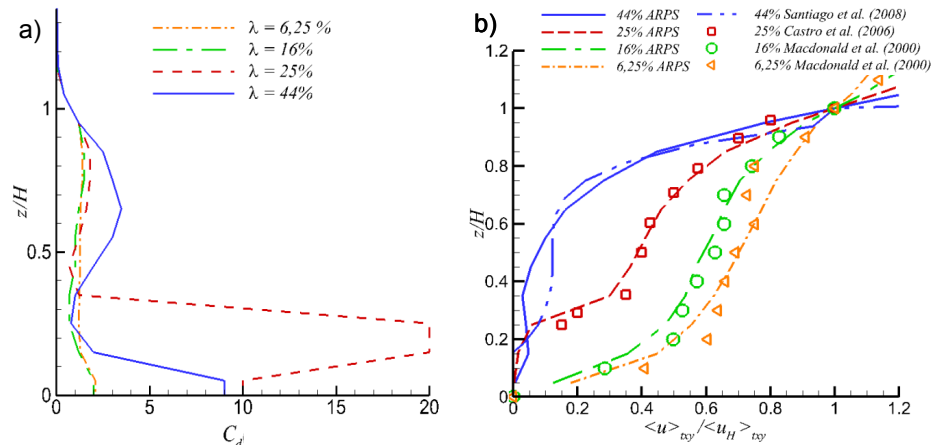 a)
λ = 6,25 %
λ = 16%
λ = 25%
λ = 44%
z/H
1
0.5
0
0 5 10 15 20
C_d
b)
44% ARPS
25% ARPS
16% ARPS
6,25% ARPS
44% Santiago et al. (2008)
25% Castro et al. (2006)
16% Macdonald et al. (2000)
6,25% Macdonald et al. (2000)
z/H
1.2
1
0.8
0.6
0.4
0.2
0
0 0.2 0.4 0.6 0.8 1 1.2
<u>_txy/<u_H>_txy